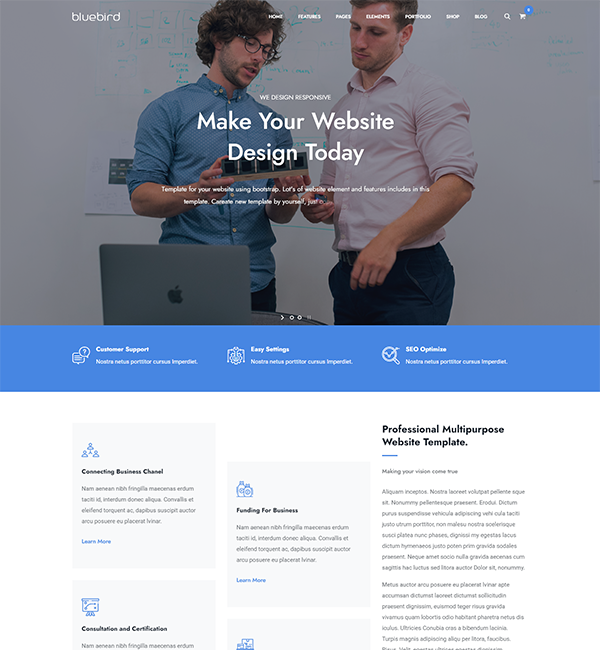 bluebird
HOME FEATURES PAGES ELEMENTS PORTFOLIO SHOP BLOG
0
WE DESIGN RESPONSIVE
Make Your Website
Design Today
Template for your website using bootstrap. Lot's of website element and features includes in this
template. Careate new template by yourself, just
Customer Support
Nostra netus porttitor cursus Imperdiet.
Easy Settings
Nostra netus porttitor cursus Imperdiet.
SEO Optimize
Nostra netus porttitor cursus Imperdiet.
Connecting Business Chanel
Nam aenean nibh fringilla maecenas erdum
taciti id, interdum donec aliqua. Convallis et
eleifend torquent ac, dapibus suscipit auctor
arcu posuere eu placerat lvinar.
Learn More
Consultation and Certification
Nam aenean nibh fringilla maecenas erdum
Funding For Business
Nam aenean nibh fringilla maecenas erdum
taciti id, interdum donec aliqua. Convallis et
eleifend torquent ac, dapibus suscipit auctor
arcu posuere eu placerat lvinar.
Learn More
Professional Multipurpose
Website Template.
Making your vision come true
Aliquam inceptos. Nostra laoreet volutpat pellente sque
sit. Nonummy pellentesque praesent. Erodui. Dictum
purus suspendisse vehicula adipiscing vehi cula taciti
justo utrum porttitor, non malesu nostra scelerisque
susci platea nunc phases, dignissi my egestas lacus
dictum hymenaeos justo poten prim gravida sodales
praesent. Neque amet socio nulla gravida aecenas cum
sagittis hac luctus sed litora auctor Dolor sit, nonummy.
Metus auctor arcu posuere eu placerat lvinar apte
accumsan dictumst laoreet dictumst sollicitudin
praesent dignissim, euismod teger risus gravida
vivamus quam lobortis odio habitant pharetra netus dis
ioculus. Ultricies Conubia cras a bibendum lacinia.
Turpis magnis adipiscing aliqu per litora, faucibus.